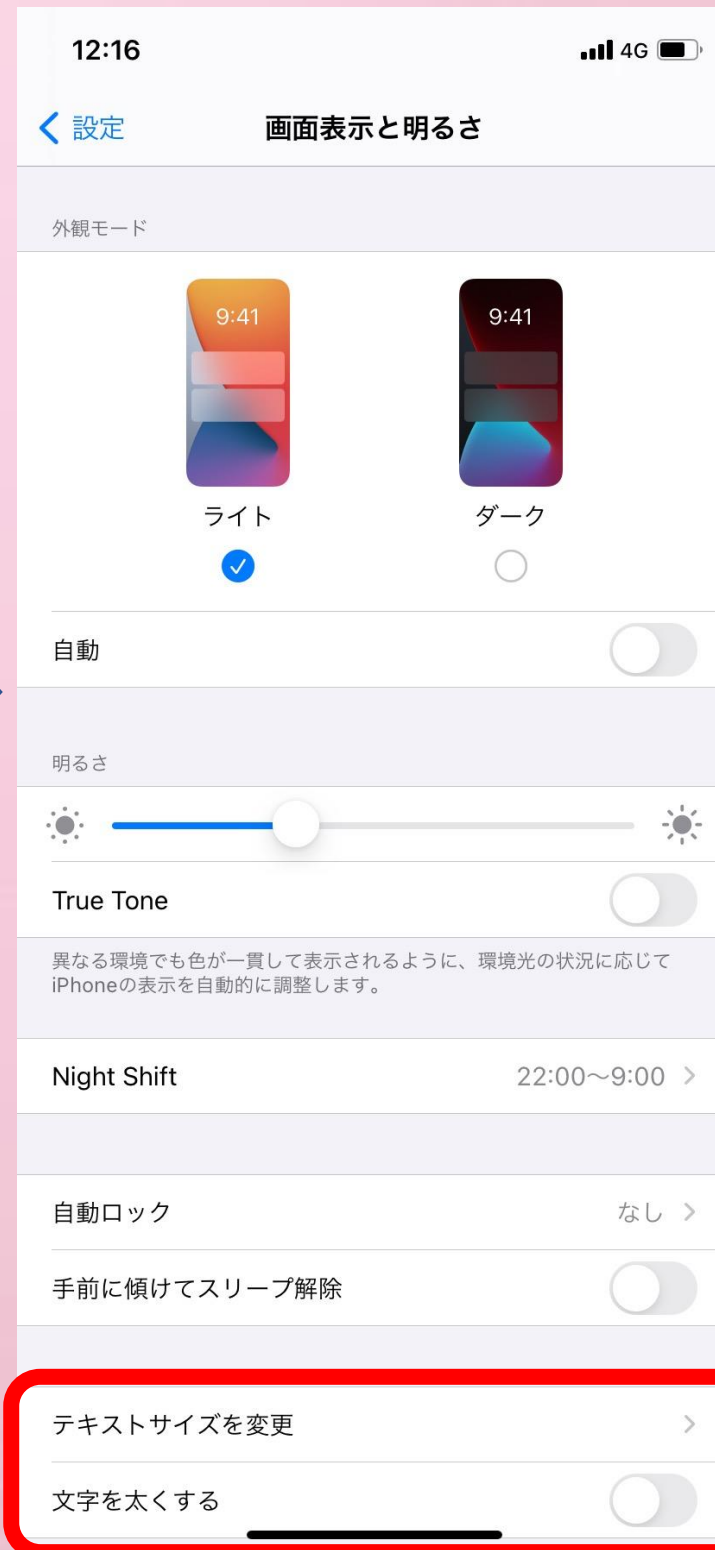 12:16
4G
設定
画面表示と明るさ
外観モード
9:41
9:41
ライト
ダーク
自動
明るさ
True Tone
異なる環境でも色が一貫して表示されるように、環境光の状況に応じて
iPhoneの表示を自動的に調整します。
Night Shift
22:00〜9:00
自動ロック
なし
手前に傾けてスリープ解除
テキストサイズを変更
文字を太くする